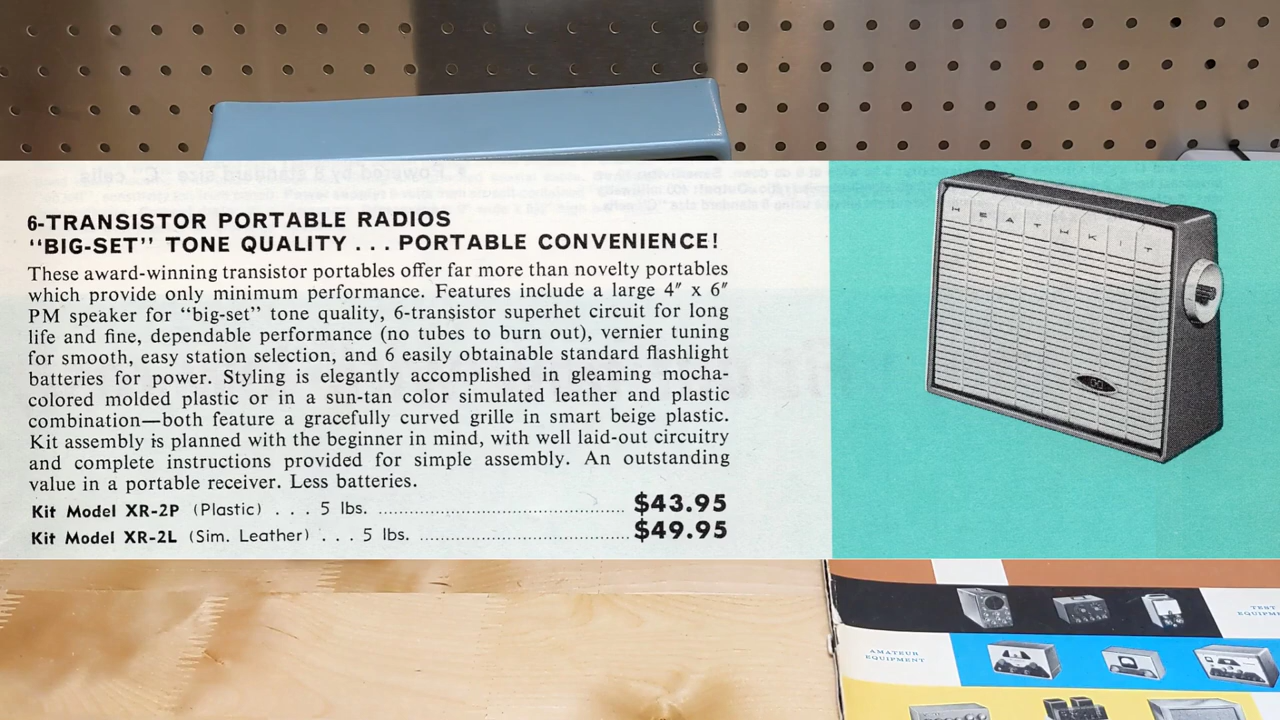 6-TRANSISTOR PORTABLE RADIOS
“BIG-SET” TONE QUALITY . . . PORTABLE CONVENIENCE!
These award-winning transistor portables offer far more than novelty portables
which provide only minimum performance. Features include a large 4″ x 6″
PM speaker for “big-set” tone quality, 6-transistor superhet circuit for long
life and fine, dependable performance (no tubes to burn out), vernier tuning
for smooth, easy station selection, and 6 easily obtainable standard flashlight
batteries for power. Styling is elegantly accomplished in gleaming mocha-
colored molded plastic or in a sun-tan color simulated leather and plastic
combination—both feature a gracefully curved grille in smart beige plastic.
Kit assembly is planned with the beginner in mind, with well laid-out circuitry
and complete instructions provided for simple assembly. An outstanding
value in a portable receiver. Less batteries.
Kit Model XR-2P (Plastic) . . . 5 lbs. ........................ $43.95
Kit Model XR-2L (Sim. Leather) . . . 5 lbs. ........................ $49.95
HEATHKIT
TEST
AMATEUR
EQUIPMENT